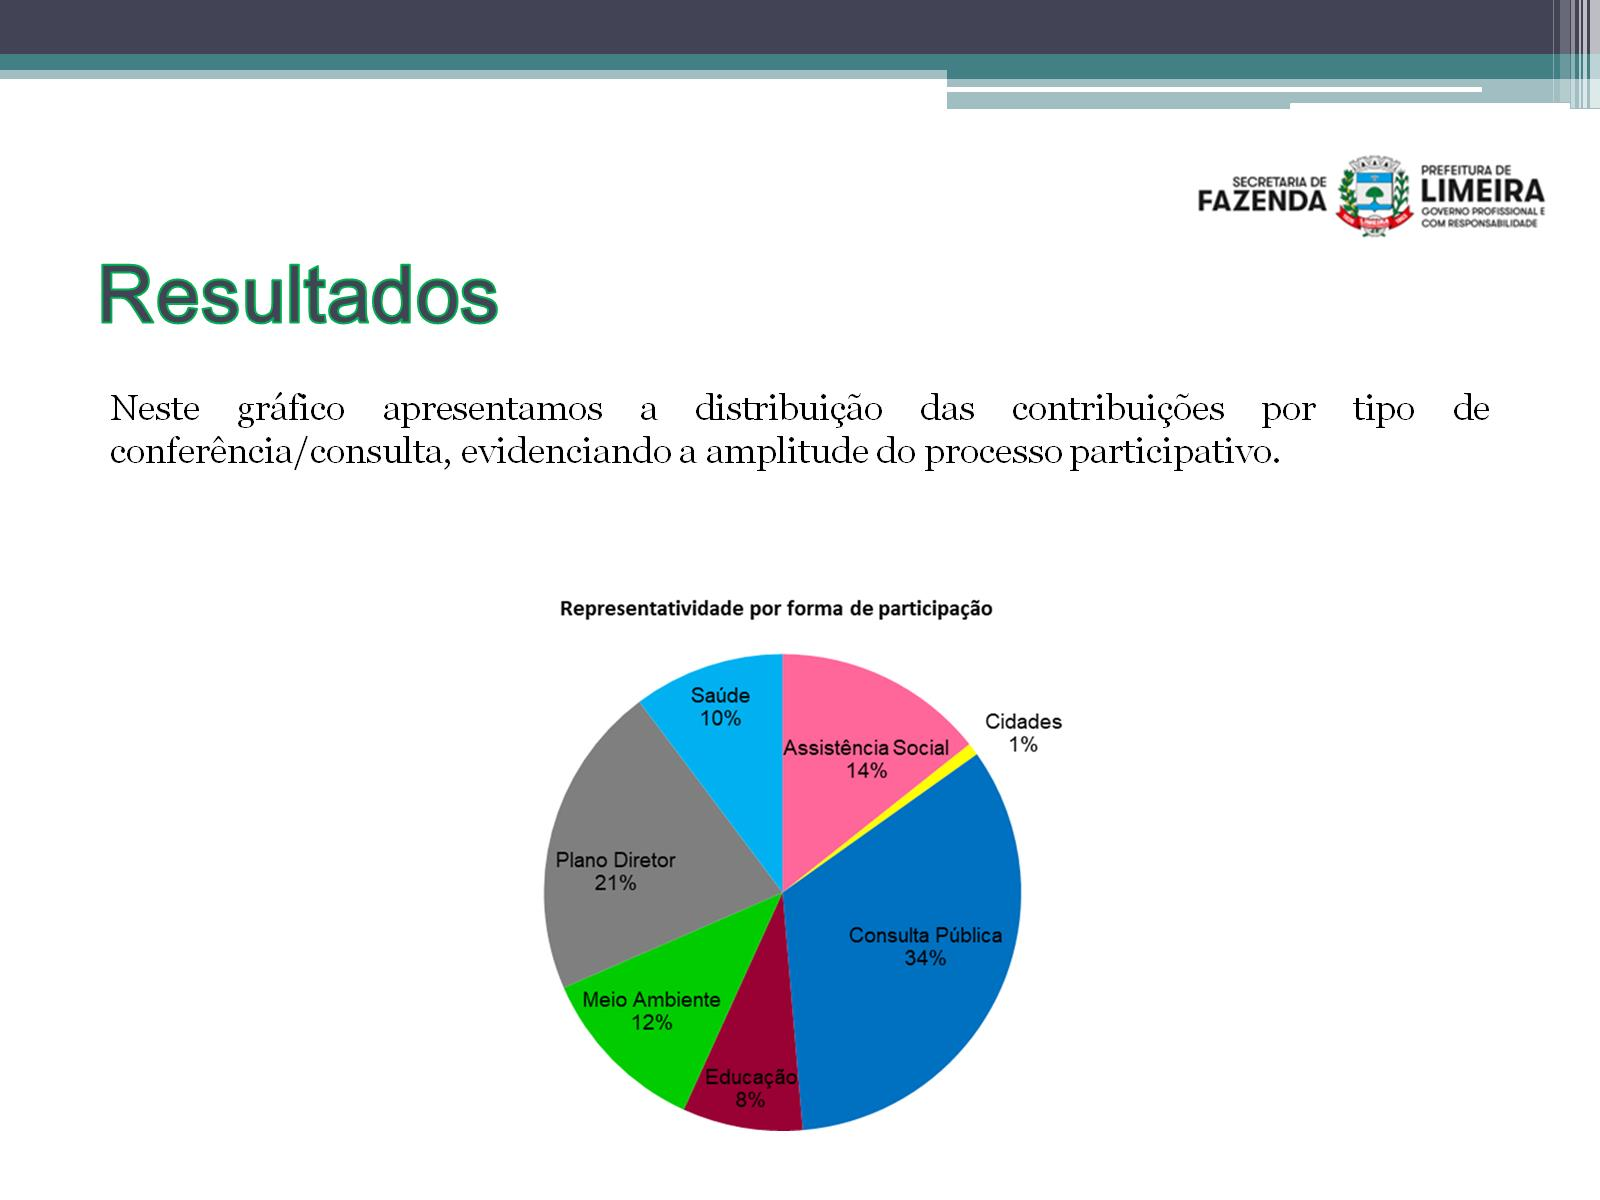 SECRETARIA DE
FAZENDA
LIMEIRA
PREFEITURA DE
LIMEIRA
GOVERNO PROFISSIONAL E
COM RESPONSABILIDADE
Resultados
Neste gráfico apresentamos a distribuição das contribuições por tipo de
conferência/consulta, evidenciando a amplitude do processo participativo.
Representatividade por forma de participação
Saúde
10%
Assistência Social
14%
Cidades
1%
Plano Diretor
21%
Consulta Pública
34%
Meio Ambiente
12%
Educação
8%